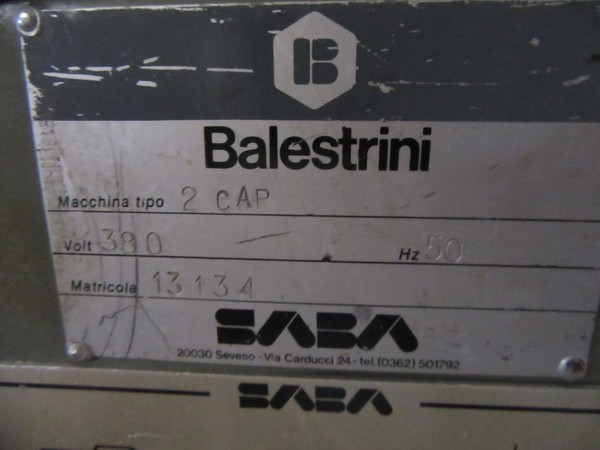 B
Balestrini
Macchina tipo 2 CAP
Volt 380 Hz 50
Matricola 13134
SABA
20030 Seveso - Via Carducci 24 - tel.(0362) 501792
SABA